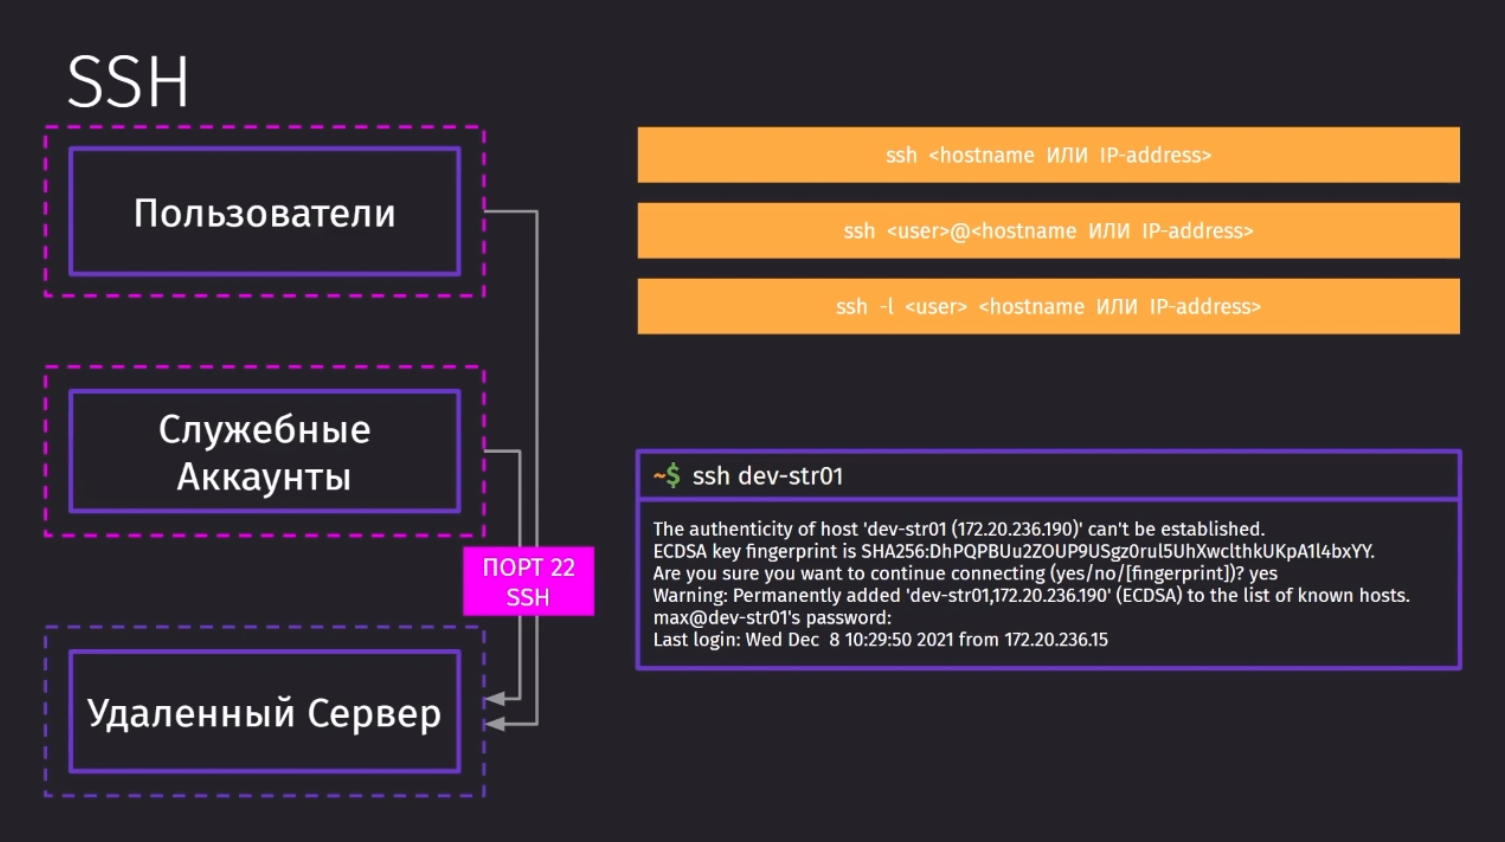 SSH
Пользователи
Служебные
Аккаунты
ПОРТ 22
SSH
Удаленный Сервер
ssh <hostname ИЛИ IP-address>
ssh <user>@<hostname ИЛИ IP-address>
ssh -l <user> <hostname ИЛИ IP-address>
~$ ssh dev-str01
The authenticity of host 'dev-str01 (172.20.236.190)' can't be established.
ECDSA key fingerprint is SHA256:DhPQPBUu2ZOUP9USgz0rul5UhXwclthkUKpA1l4bxYY.
Are you sure you want to continue connecting (yes/no/[fingerprint])? yes
Warning: Permanently added 'dev-str01,172.20.236.190' (ECDSA) to the list of known hosts.
max@dev-str01's password:
Last login: Wed Dec  8 10:29:50 2021 from 172.20.236.15